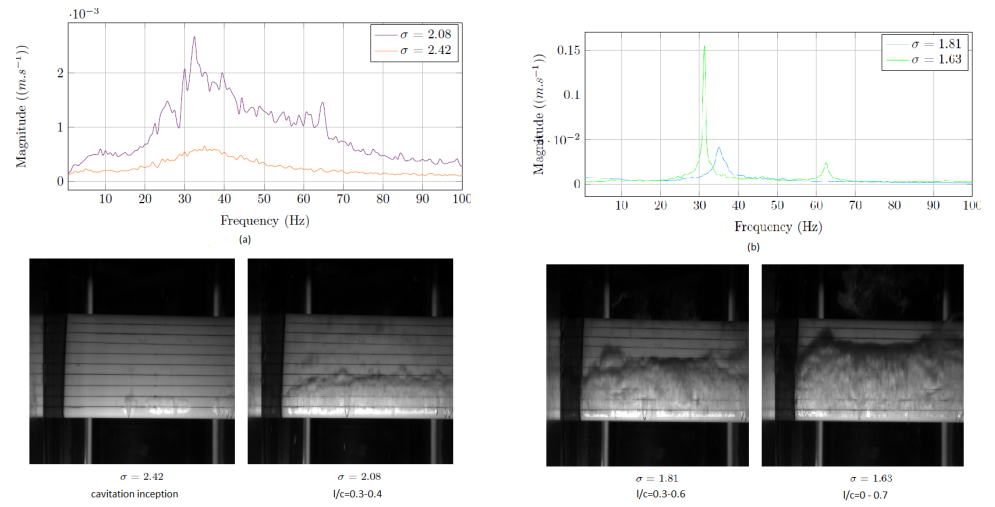 ·10⁻³
σ = 2.08
σ = 2.42
2
1
0
Magnitude ((m.s⁻¹))
10 20 30 40 50 60 70 80 90 100
Frequency (Hz)
(a)
σ = 1.81
σ = 1.63
0.15
0.1
5 · 10⁻²
0
Magnitude ((m.s⁻¹))
10 20 30 40 50 60 70 80 90 100
Frequency (Hz)
(b)
σ = 2.42
cavitation inception
σ = 2.08
l/c=0.3-0.4
σ = 1.81
l/c=0.3-0.6
σ = 1.63
l/c=0 - 0.7